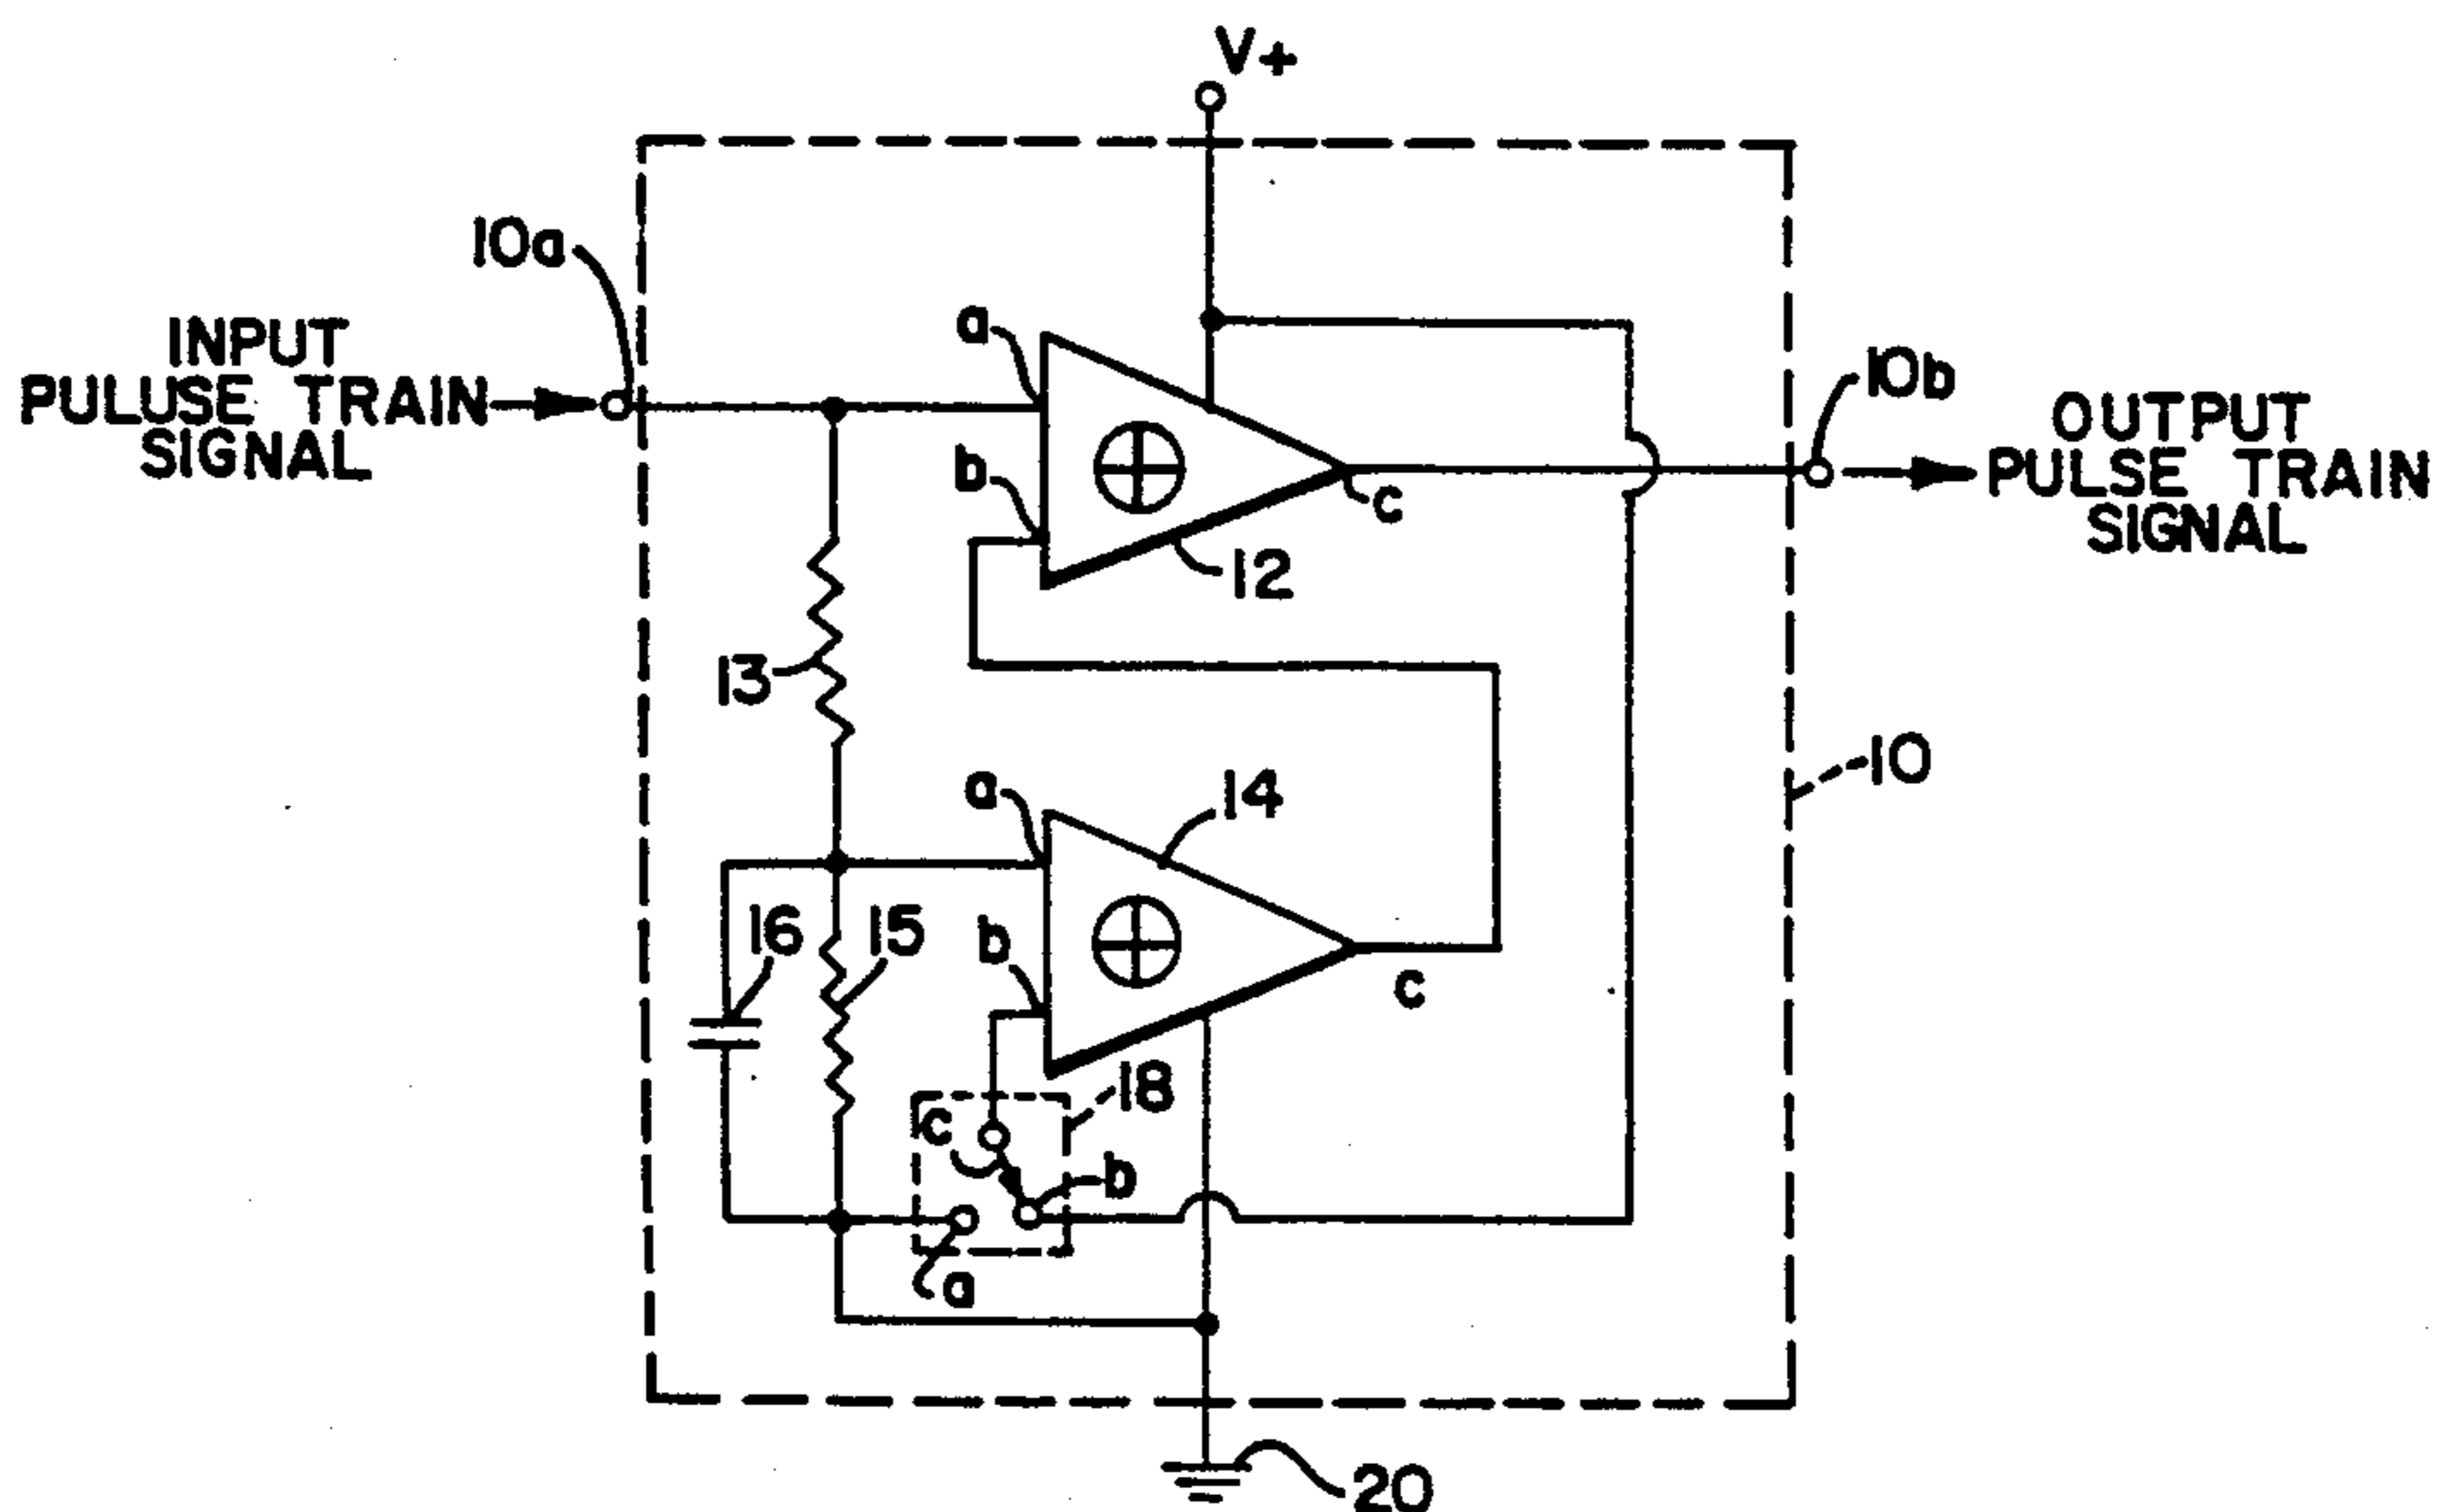 V+
10a
INPUT
PULUSE TRAIN
SIGNAL
a
b
c
12
10b
OUTPUT
PULSE TRAIN
SIGNAL
13
10
a
14
16
15
b
c
18
c
b
a
20